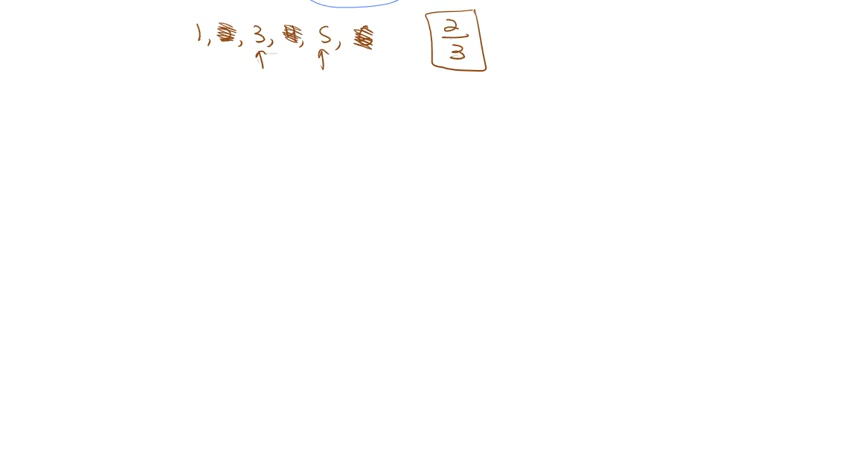 1, , 3, , 5,
2/3